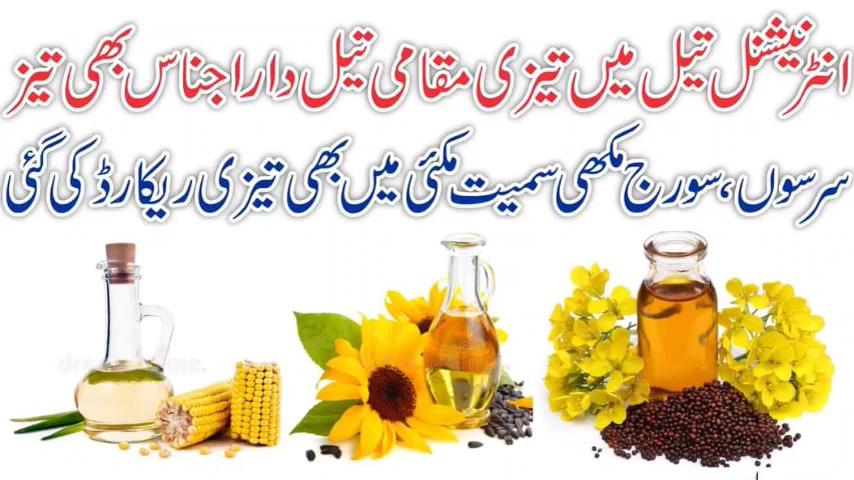 انٹرنیشنل تیل میں تیزی مقامی تیل دار اجناس بھی تیز
سرسوں، سورج مکھی سمیت مکئی میں بھی تیزی ریکارڈ کی گئی